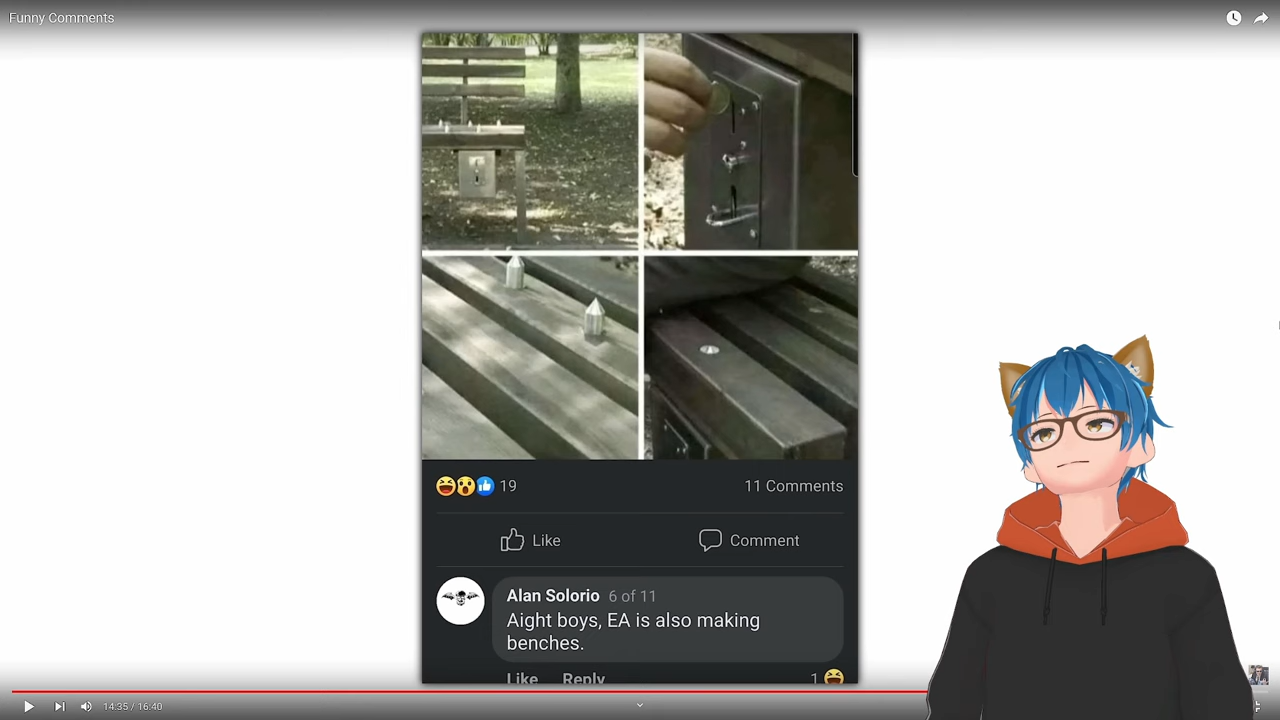 Funny Comments
19
11 Comments
Like
Comment
Alan Solorio 6 of 11
Aight boys, EA is also making
benches.
Like Reply 1
14:35 / 16:40